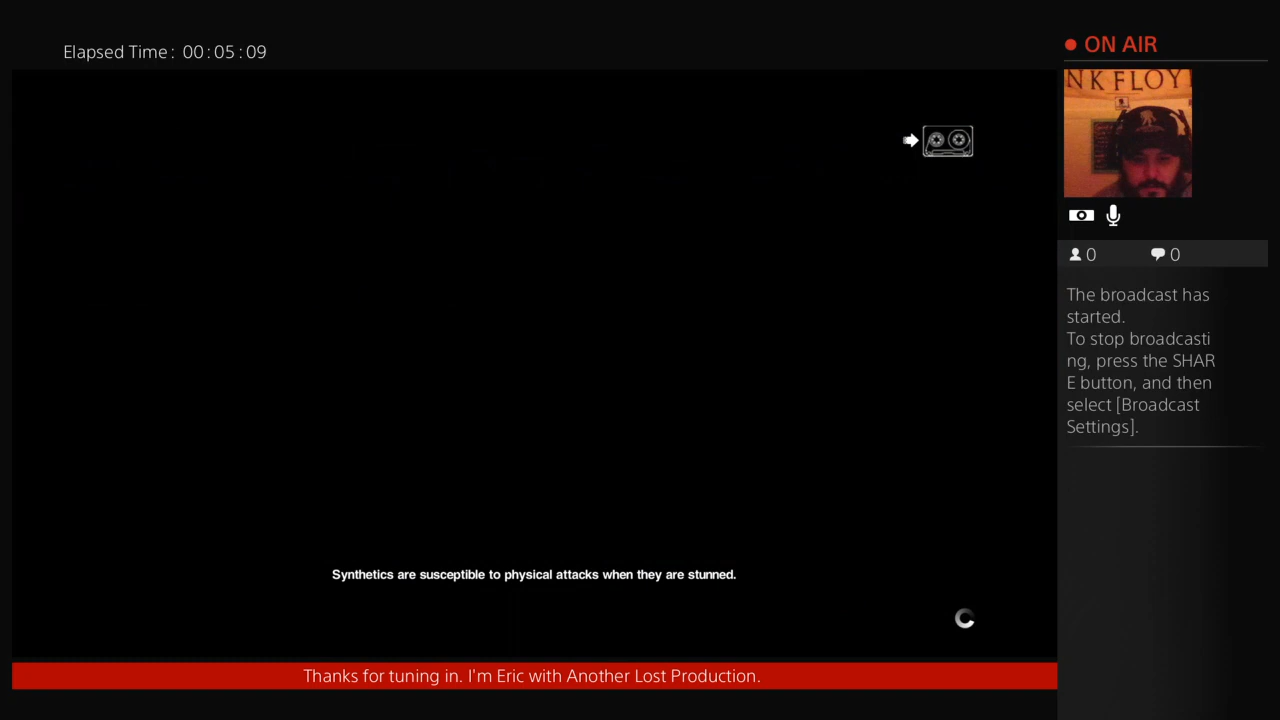 Elapsed Time: 00:05:09
ON AIR
NK FLOY
0 0
The broadcast has
started.
To stop broadcasti
ng, press the SHAR
E button, and then
select [Broadcast
Settings].
Synthetics are susceptible to physical attacks when they are stunned.
Thanks for tuning in. I'm Eric with Another Lost Production.